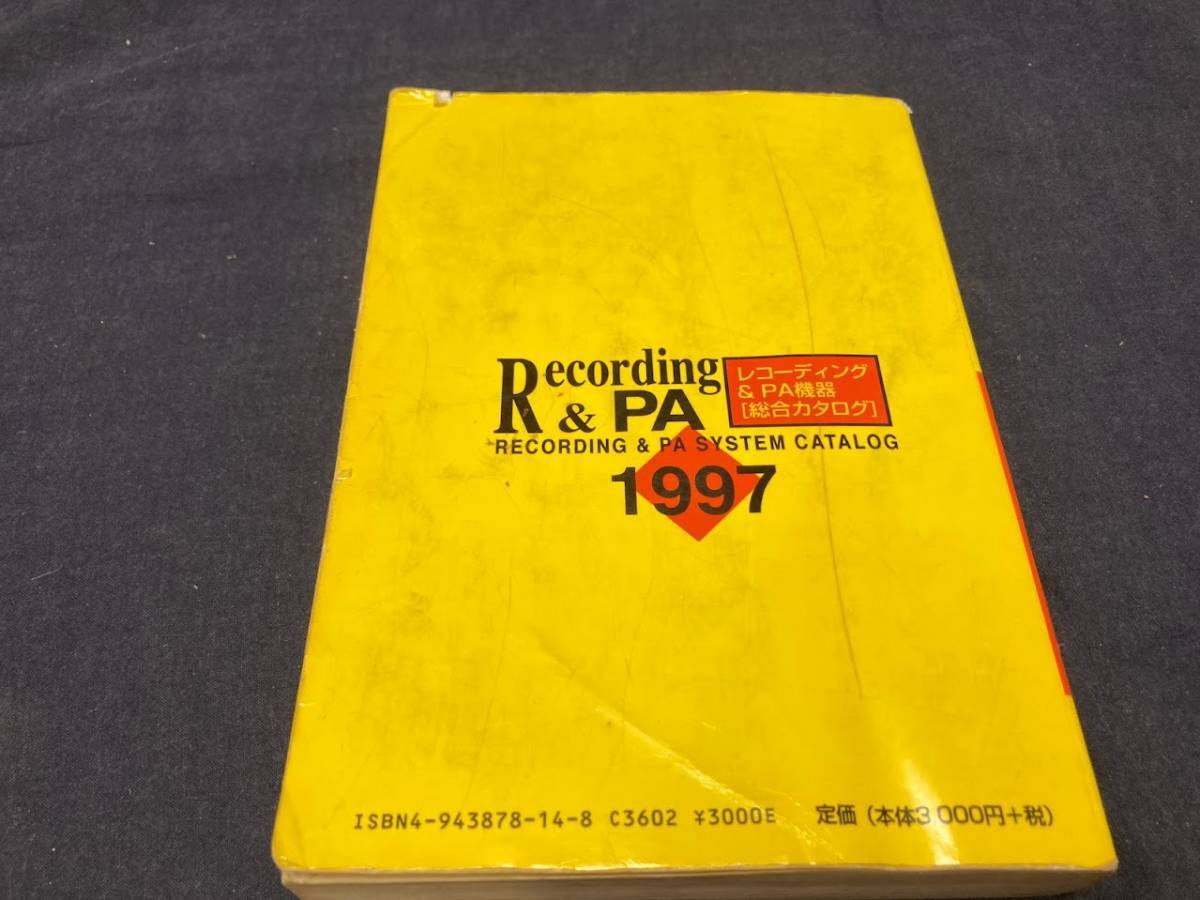 Recording
& PA
レコーディング
& PA機器
[総合カタログ]
RECORDING & PA SYSTEM CATALOG
1997
ISBN4-943878-14-8 C3602 ¥3000E 定価(本体3000円+税)